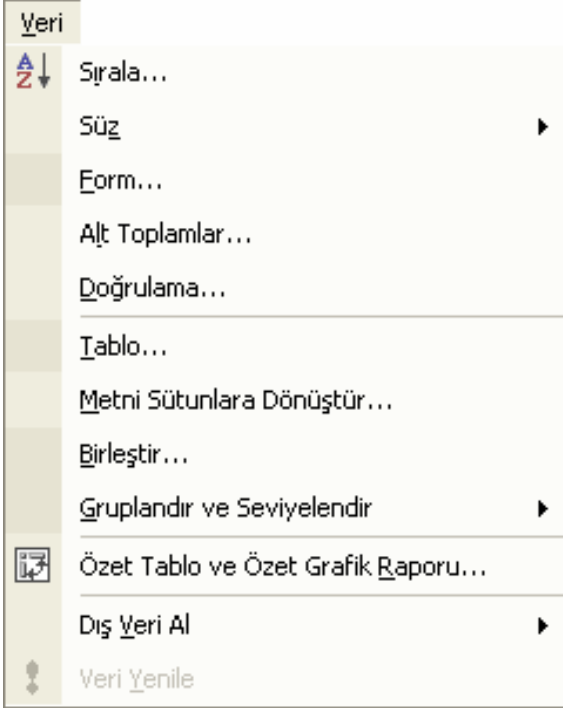 Veri
Sırala...
Süz
Form...
Alt Toplamlar...
Doğrulama...
Tablo...
Metni Sütunlara Dönüştür...
Birleştir...
Gruplandır ve Seviyelendir
Özet Tablo ve Özet Grafik Raporu...
Dış Veri Al
Veri Yenile